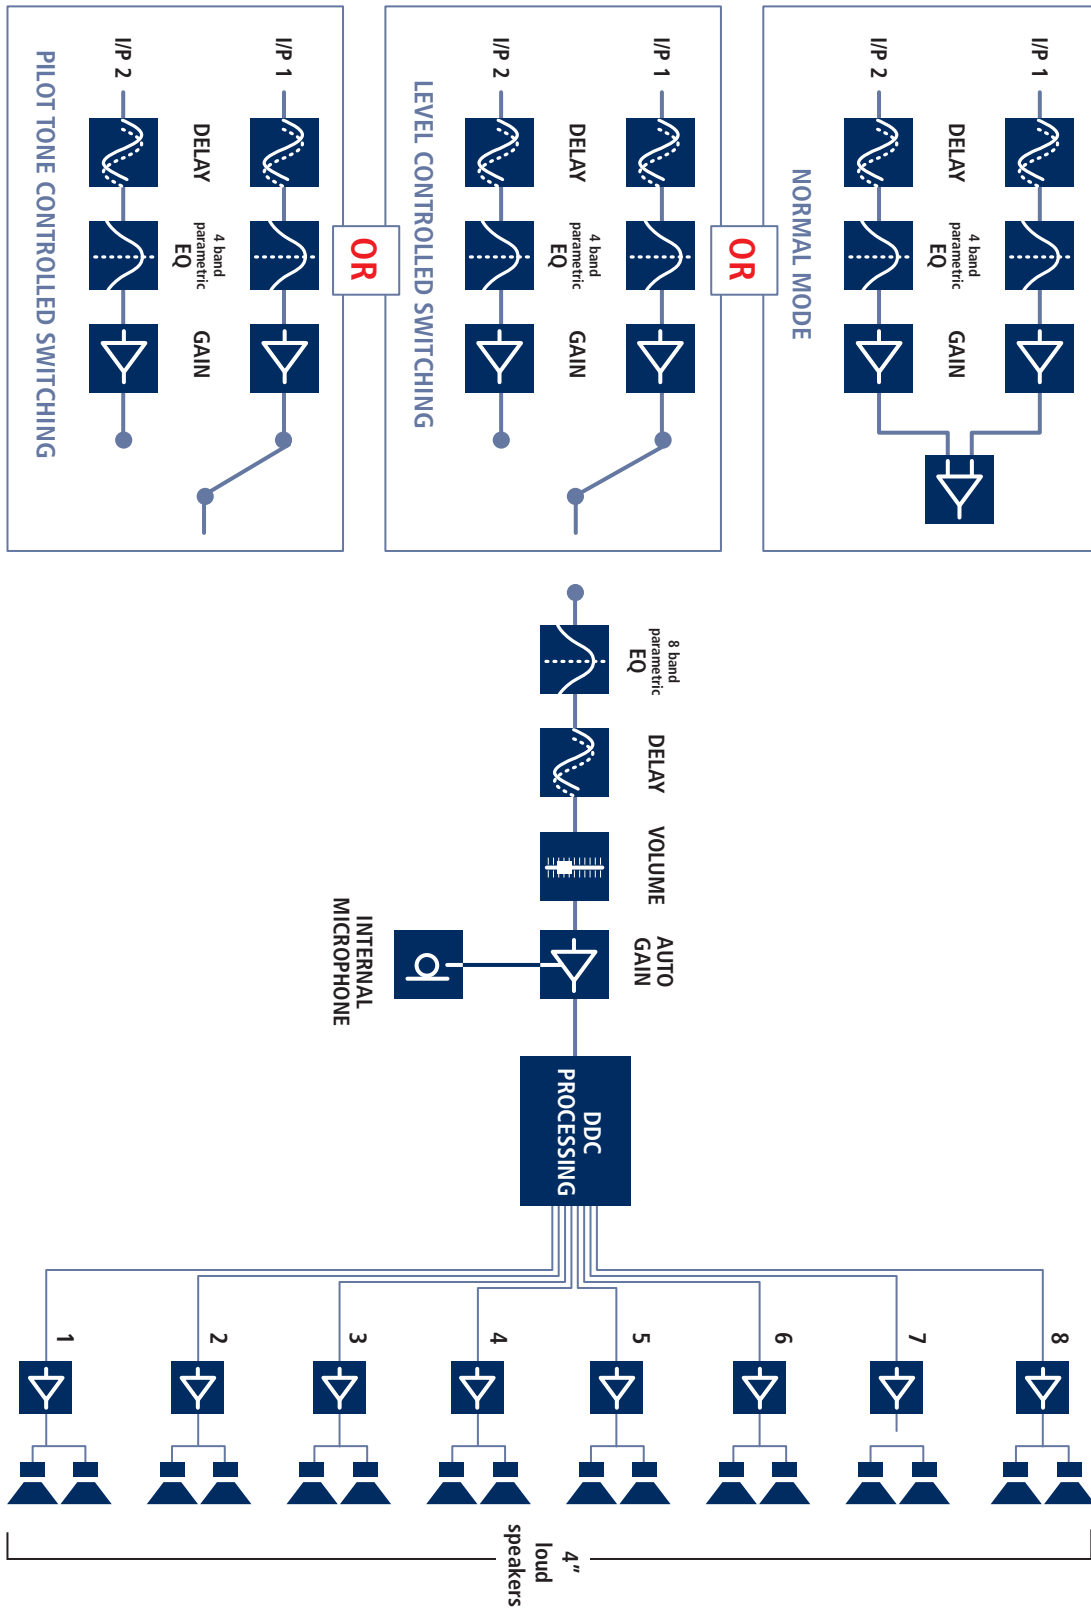 I/P 1
DELAY
4 band
parametric
EQ
GAIN
I/P 2
NORMAL MODE
OR
I/P 1
DELAY
4 band
parametric
EQ
GAIN
I/P 2
LEVEL CONTROLLED SWITCHING
OR
I/P 1
DELAY
4 band
parametric
EQ
GAIN
I/P 2
PILOT TONE CONTROLLED SWITCHING
8 band
parametric
EQ
DELAY
VOLUME
AUTO
GAIN
INTERNAL
MICROPHONE
DDC
PROCESSING
8
7
6
5
4
3
2
1
4"
loud
speakers